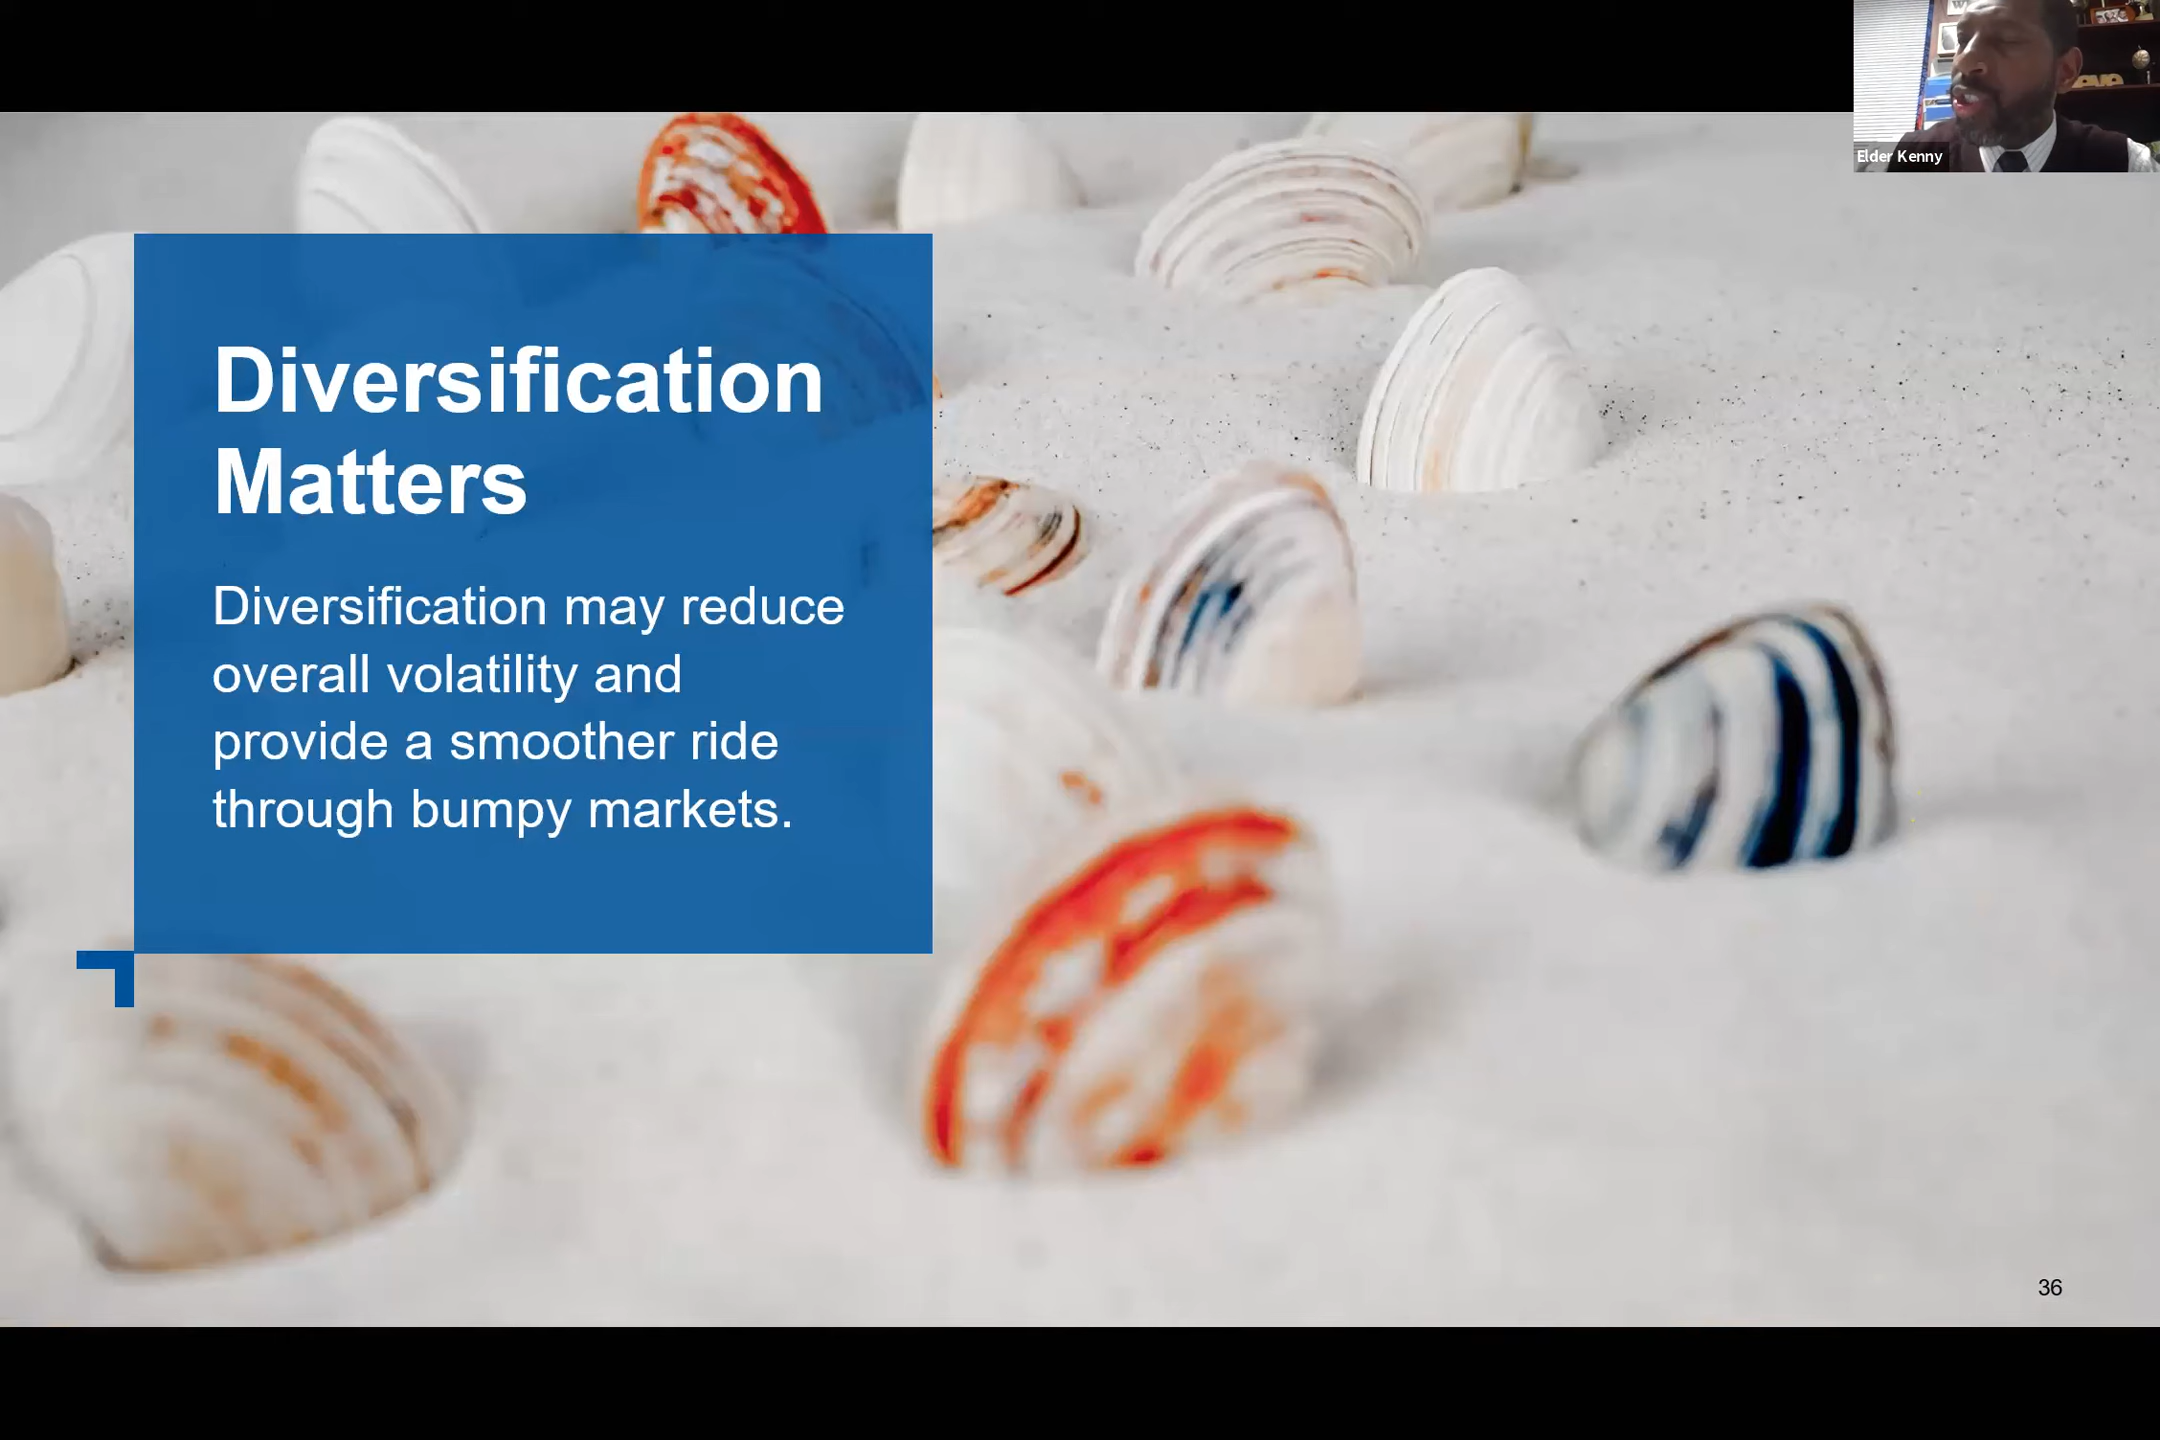 Elder Kenny
Diversification
Matters
Diversification may reduce
overall volatility and
provide a smoother ride
through bumpy markets.
36